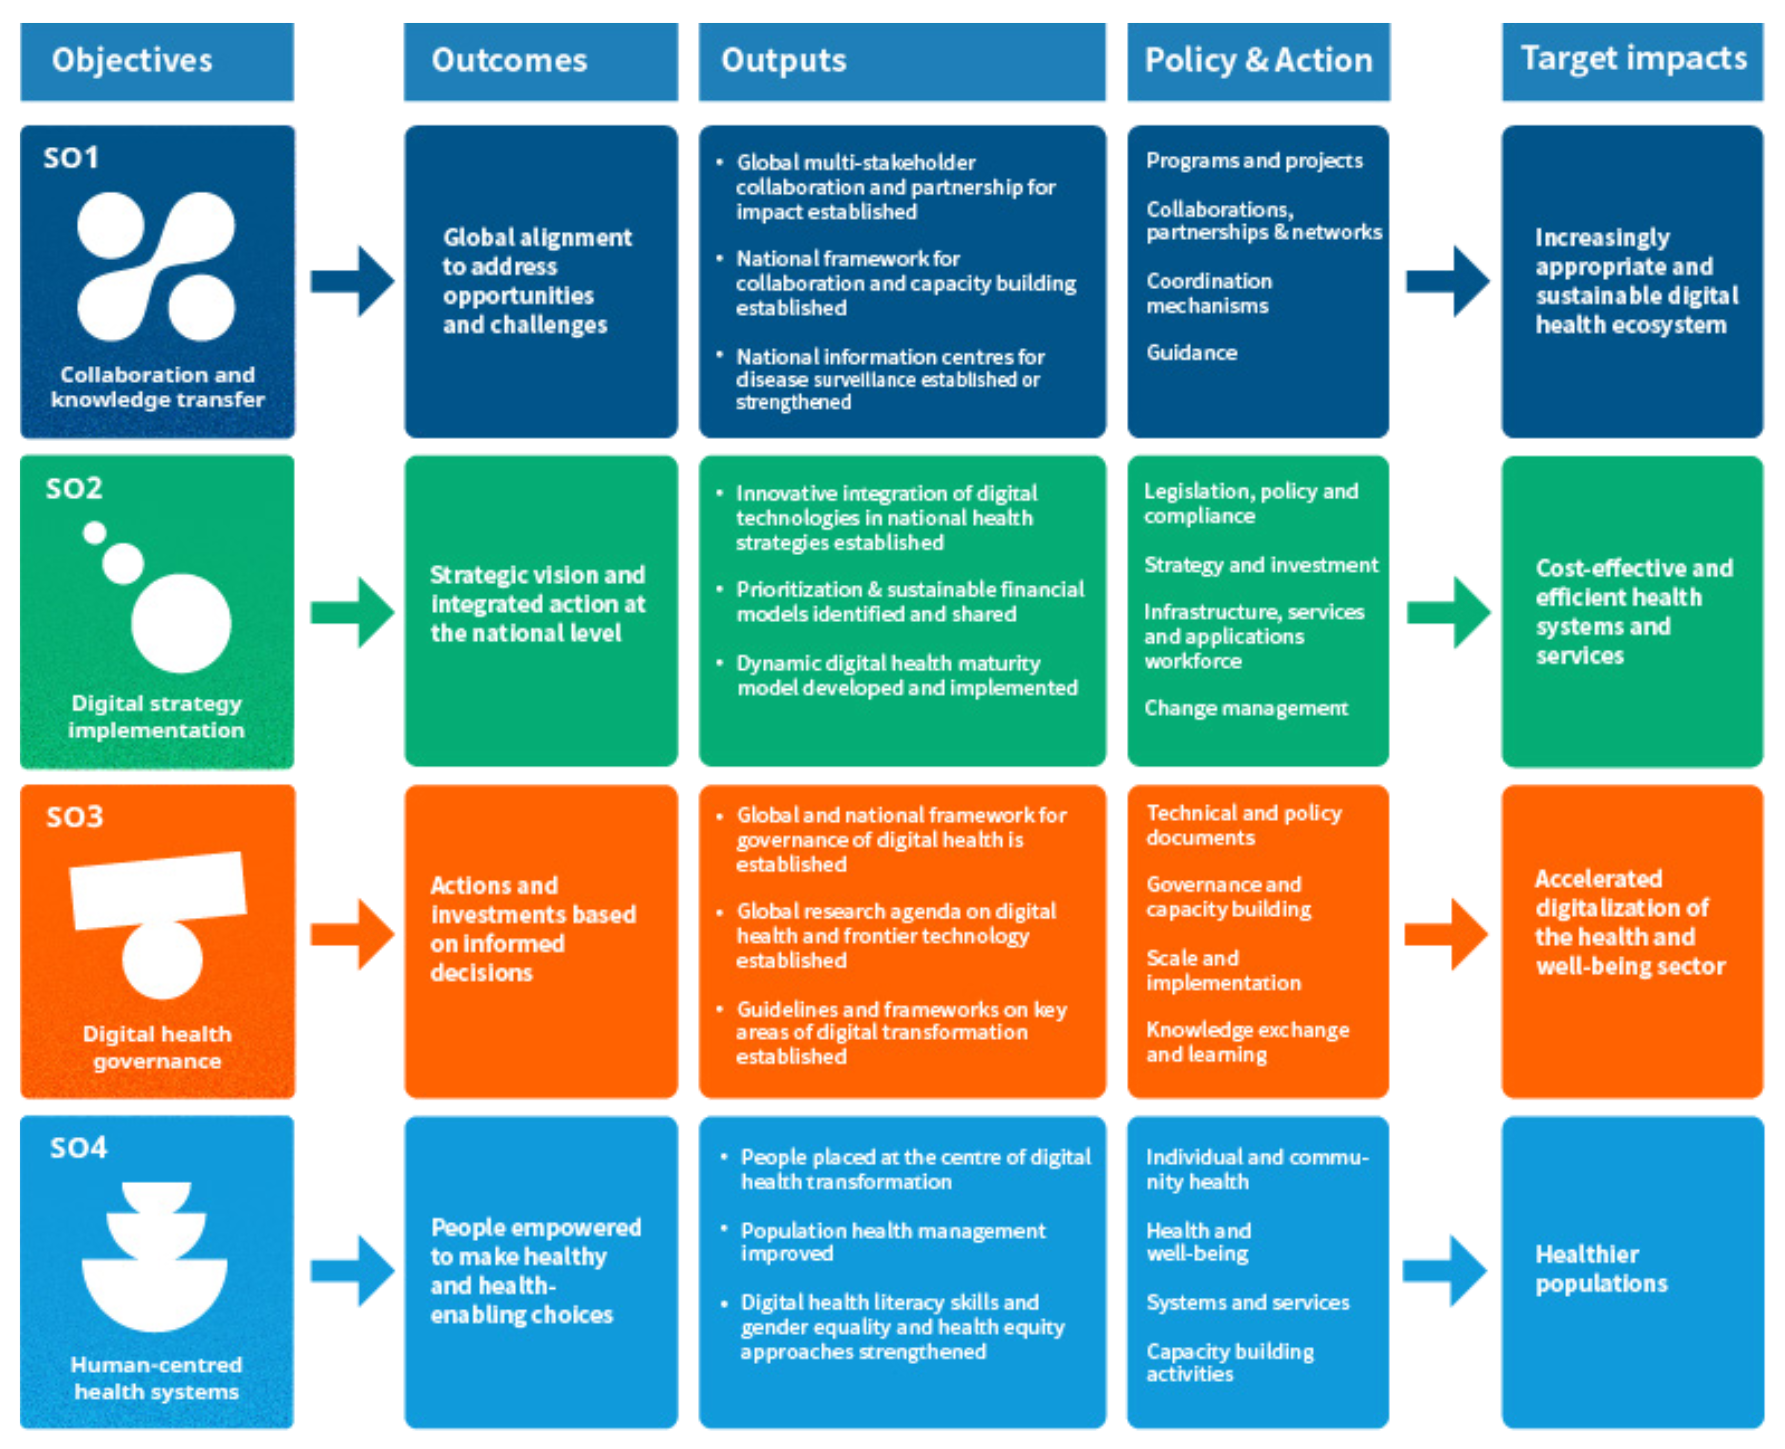 Objectives
Outcomes
Outputs
Policy & Action
Target impacts
SO1
Collaboration and
knowledge transfer
Global alignment
to address
opportunities
and challenges
• Global multi-stakeholder
collaboration and partnership for
impact established
• National framework for
collaboration and capacity building
established
• National information centres for
disease surveillance established or
strengthened
Programs and projects
Collaborations,
partnerships & networks
Coordination
mechanisms
Guidance
Increasingly
appropriate and
sustainable digital
health ecosystem
SO2
Digital strategy
implementation
Strategic vision and
integrated action at
the national level
• Innovative integration of digital
technologies in national health
strategies established
• Prioritization & sustainable financial
models identified and shared
• Dynamic digital health maturity
model developed and implemented
Legislation, policy and
compliance
Strategy and investment
Infrastructure, services
and applications
workforce
Change management
Cost-effective and
efficient health
systems and
services
SO3
Digital health
governance
Actions and
investments based
on informed
decisions
• Global and national framework for
governance of digital health is
established
• Global research agenda on digital
health and frontier technology
established
• Guidelines and frameworks on key
areas of digital transformation
established
Technical and policy
documents
Governance and
capacity building
Scale and
implementation
Knowledge exchange
and learning
Accelerated
digitalization of
the health and
well-being sector
SO4
Human-centred
health systems
People empowered
to make healthy
and health-
enabling choices
• People placed at the centre of digital
health transformation
• Population health management
improved
• Digital health literacy skills and
gender equality and health equity
approaches strengthened
Individual and commu-
nity health
Health and
well-being
Systems and services
Capacity building
activities
Healthier
populations